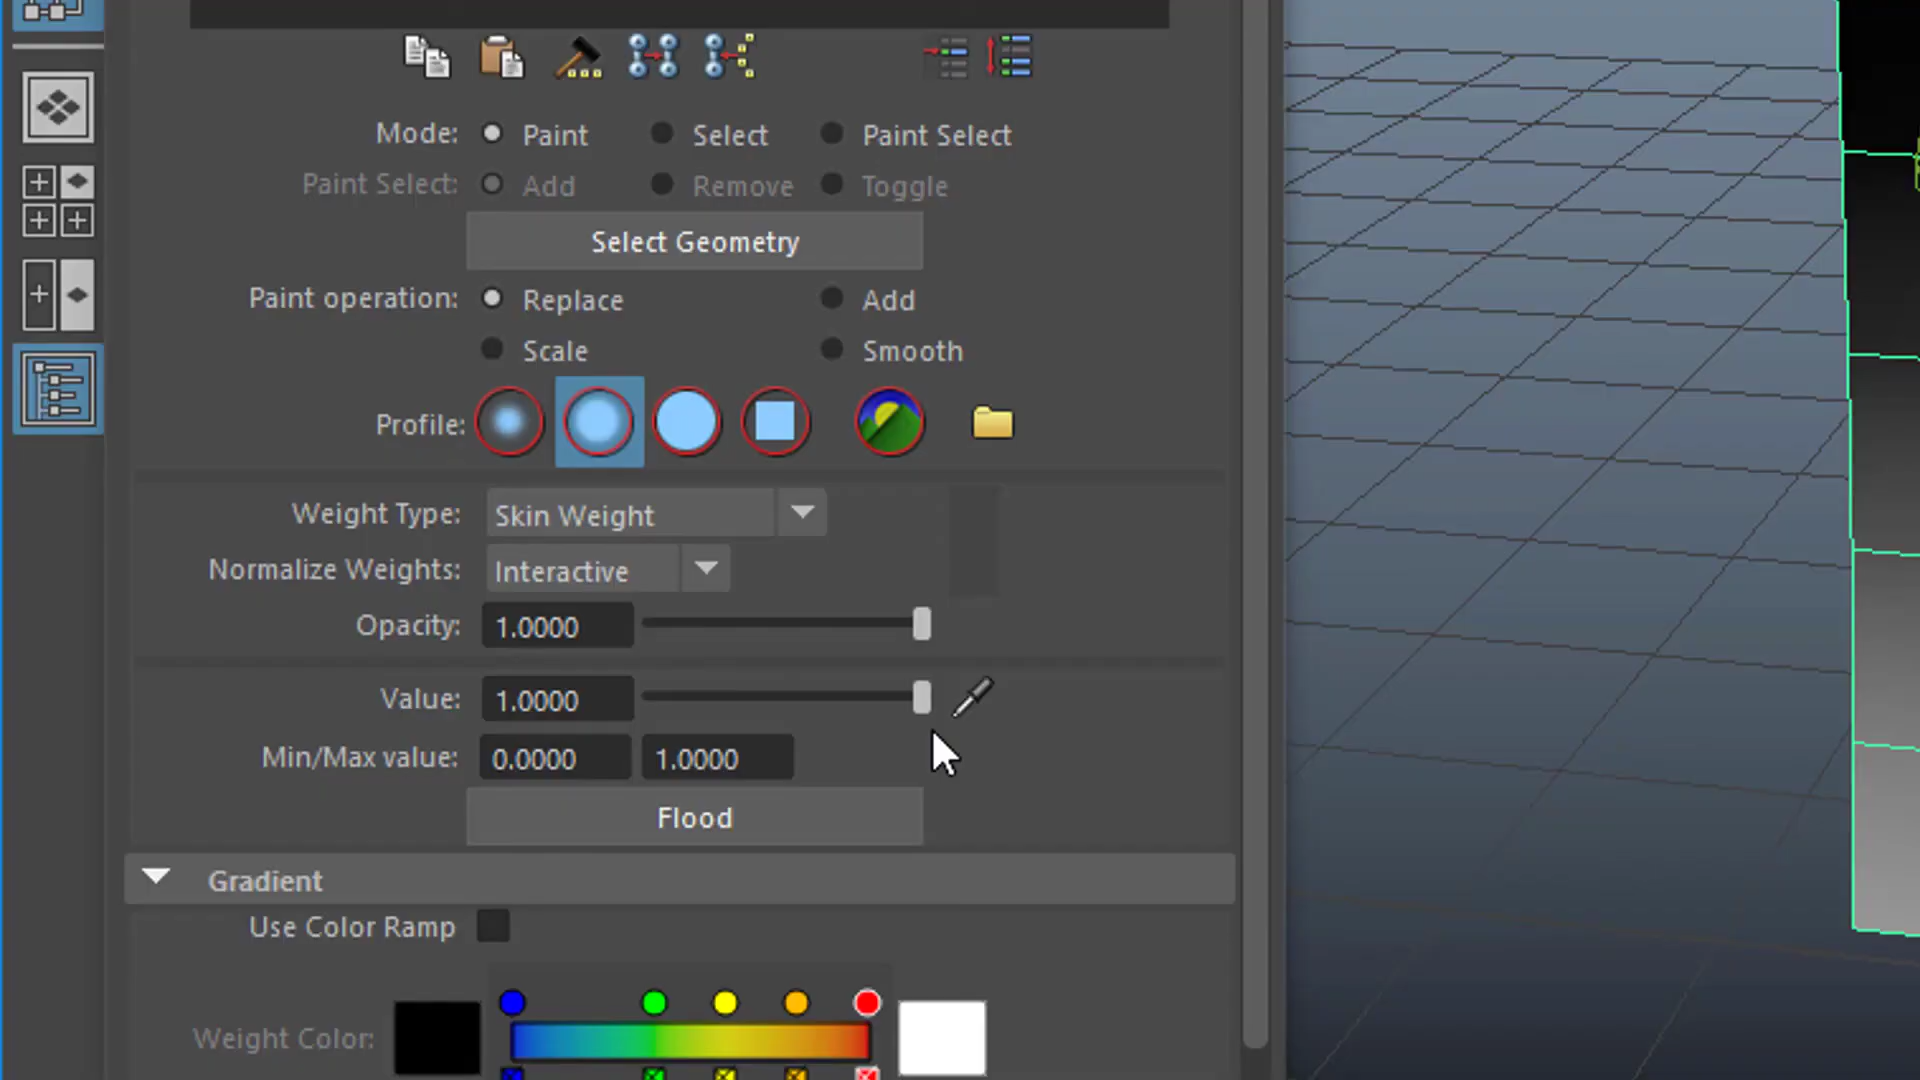 Mode: Paint Select Paint Select
Paint Select: Add Remove Toggle
Select Geometry
Paint operation: Replace Add
Scale Smooth
Profile:
Weight Type: Skin Weight
Normalize Weights: Interactive
Opacity: 1.0000
Value: 1.0000
Min/Max value: 0.0000 1.0000
Flood
Gradient
Use Color Ramp
Weight Color: